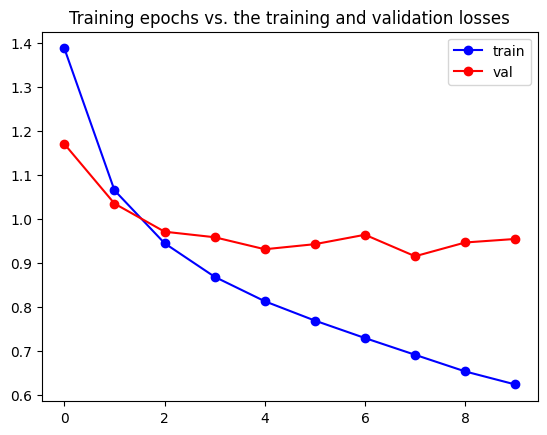 Training epochs vs. the training and validation losses
train
val
1.4
1.3
1.2
1.1
1.0
0.9
0.8
0.7
0.6
0 2 4 6 8